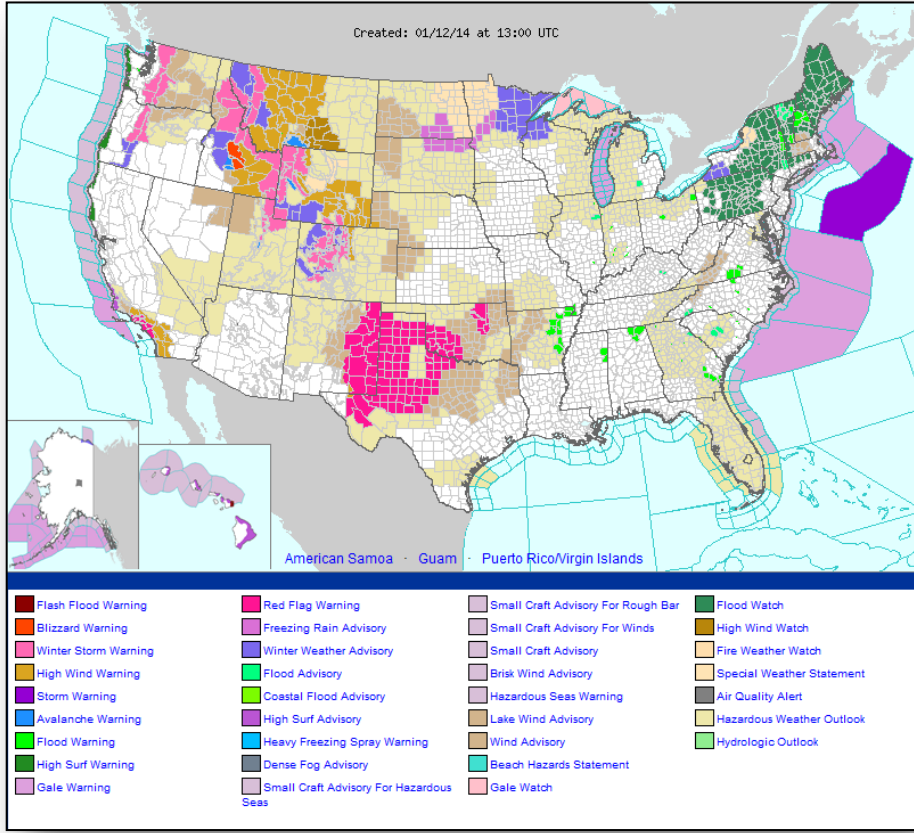 Created: 01/12/14 at 13:00 UTC
American Samoa - Guam - Puerto Rico/Virgin Islands
Flash Flood Warning
Blizzard Warning
Winter Storm Warning
High Wind Warning
Storm Warning
Avalanche Warning
Flood Warning
High Surf Warning
Gale Warning
Red Flag Warning
Freezing Rain Advisory
Winter Weather Advisory
Flood Advisory
Coastal Flood Advisory
High Surf Advisory
Heavy Freezing Spray Warning
Dense Fog Advisory
Small Craft Advisory For Hazardous
Seas
Small Craft Advisory For Rough Bar
Small Craft Advisory For Winds
Small Craft Advisory
Brisk Wind Advisory
Hazardous Seas Warning
Lake Wind Advisory
Wind Advisory
Beach Hazards Statement
Gale Watch
Flood Watch
High Wind Watch
Fire Weather Watch
Special Weather Statement
Air Quality Alert
Hazardous Weather Outlook
Hydrologic Outlook